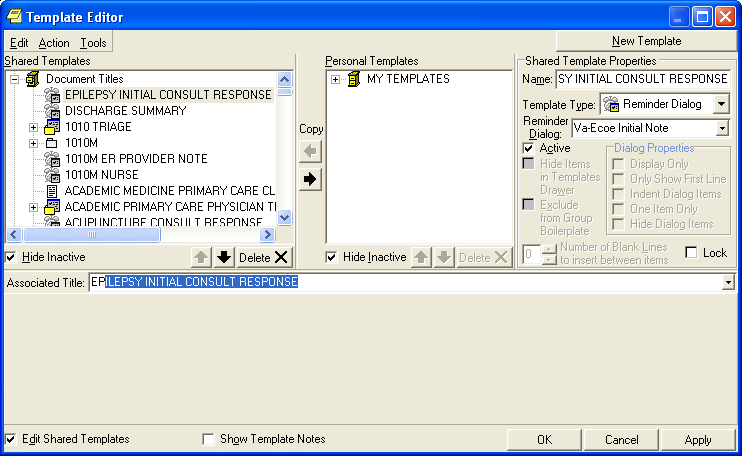 Template Editor
Edit Action Tools
New Template
Shared Templates
Document Titles
EPILEPSY INITIAL CONSULT RESPONSE
DISCHARGE SUMMARY
1010 TRIAGE
1010M
1010M ER PROVIDER NOTE
1010M NURSE
ACADEMIC MEDICINE PRIMARY CARE CL
ACADEMIC PRIMARY CARE PHYSICIAN T
ACUPUNCTURE CONSULT RESPONSE
Hide Inactive
Delete
Copy
Personal Templates
MY TEMPLATES
Hide Inactive
Delete
Shared Template Properties
Name: SY INITIAL CONSULT RESPONSE
Template Type: Reminder Dialog
Reminder
Dialog: Va-Ecoe Initial Note
Active
Hide Items
in Templates
Drawer
Exclude
from Group
Boilerplate
Dialog Properties
Display Only
Only Show First Line
Indent Dialog Items
One Item Only
Hide Dialog Items
0 Number of Blank Lines
to insert between items
Lock
Associated Title: EPILEPSY INITIAL CONSULT RESPONSE
Edit Shared Templates
Show Template Notes
OK
Cancel
Apply